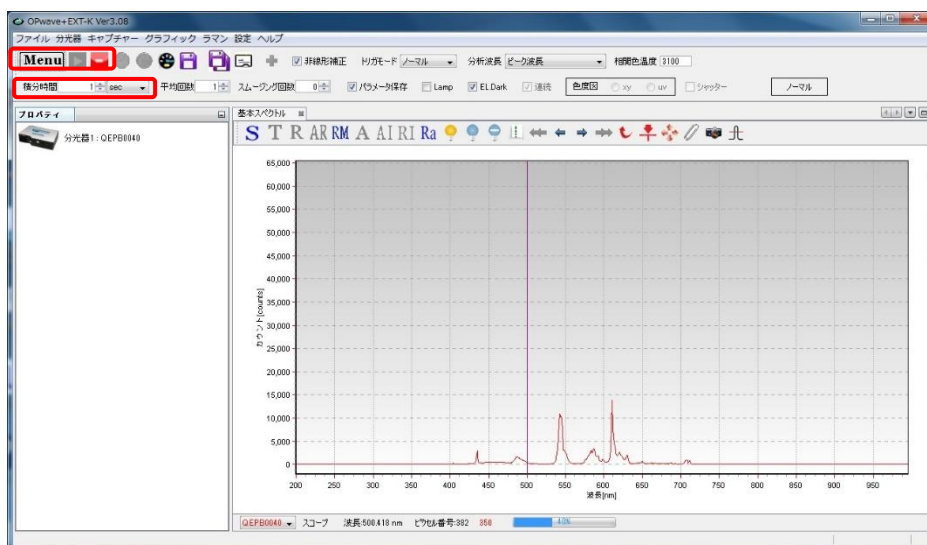 OPwave+EXT-K Ver3.08
ファイル 分光器 キャプチャー グラフィック ラマン 設定 ヘルプ
Menu 非線形補正 トリガモード ノーマル 分析波長 ピーク波長 相関色温度 3100
積分時間 1 sec 平均回数 1 スムージング回数 0 パラメータ保存 Lamp EL.Dark 連続 色度図 xy uv シャッター ノーマル
プロパティ
分光器1 : QEPB0040
基本スペクトル
S T R AR RM A AI RI Ra
65,000
60,000
55,000
50,000
45,000
40,000
35,000
30,000
25,000
20,000
15,000
10,000
5,000
0
カウント[counts]
200 250 300 350 400 450 500 550 600 650 700 750 800 850 900 950
波長[nm]
QEPB0040 スコープ 波長:500.418 nm ピクセル番号:382 350 40%